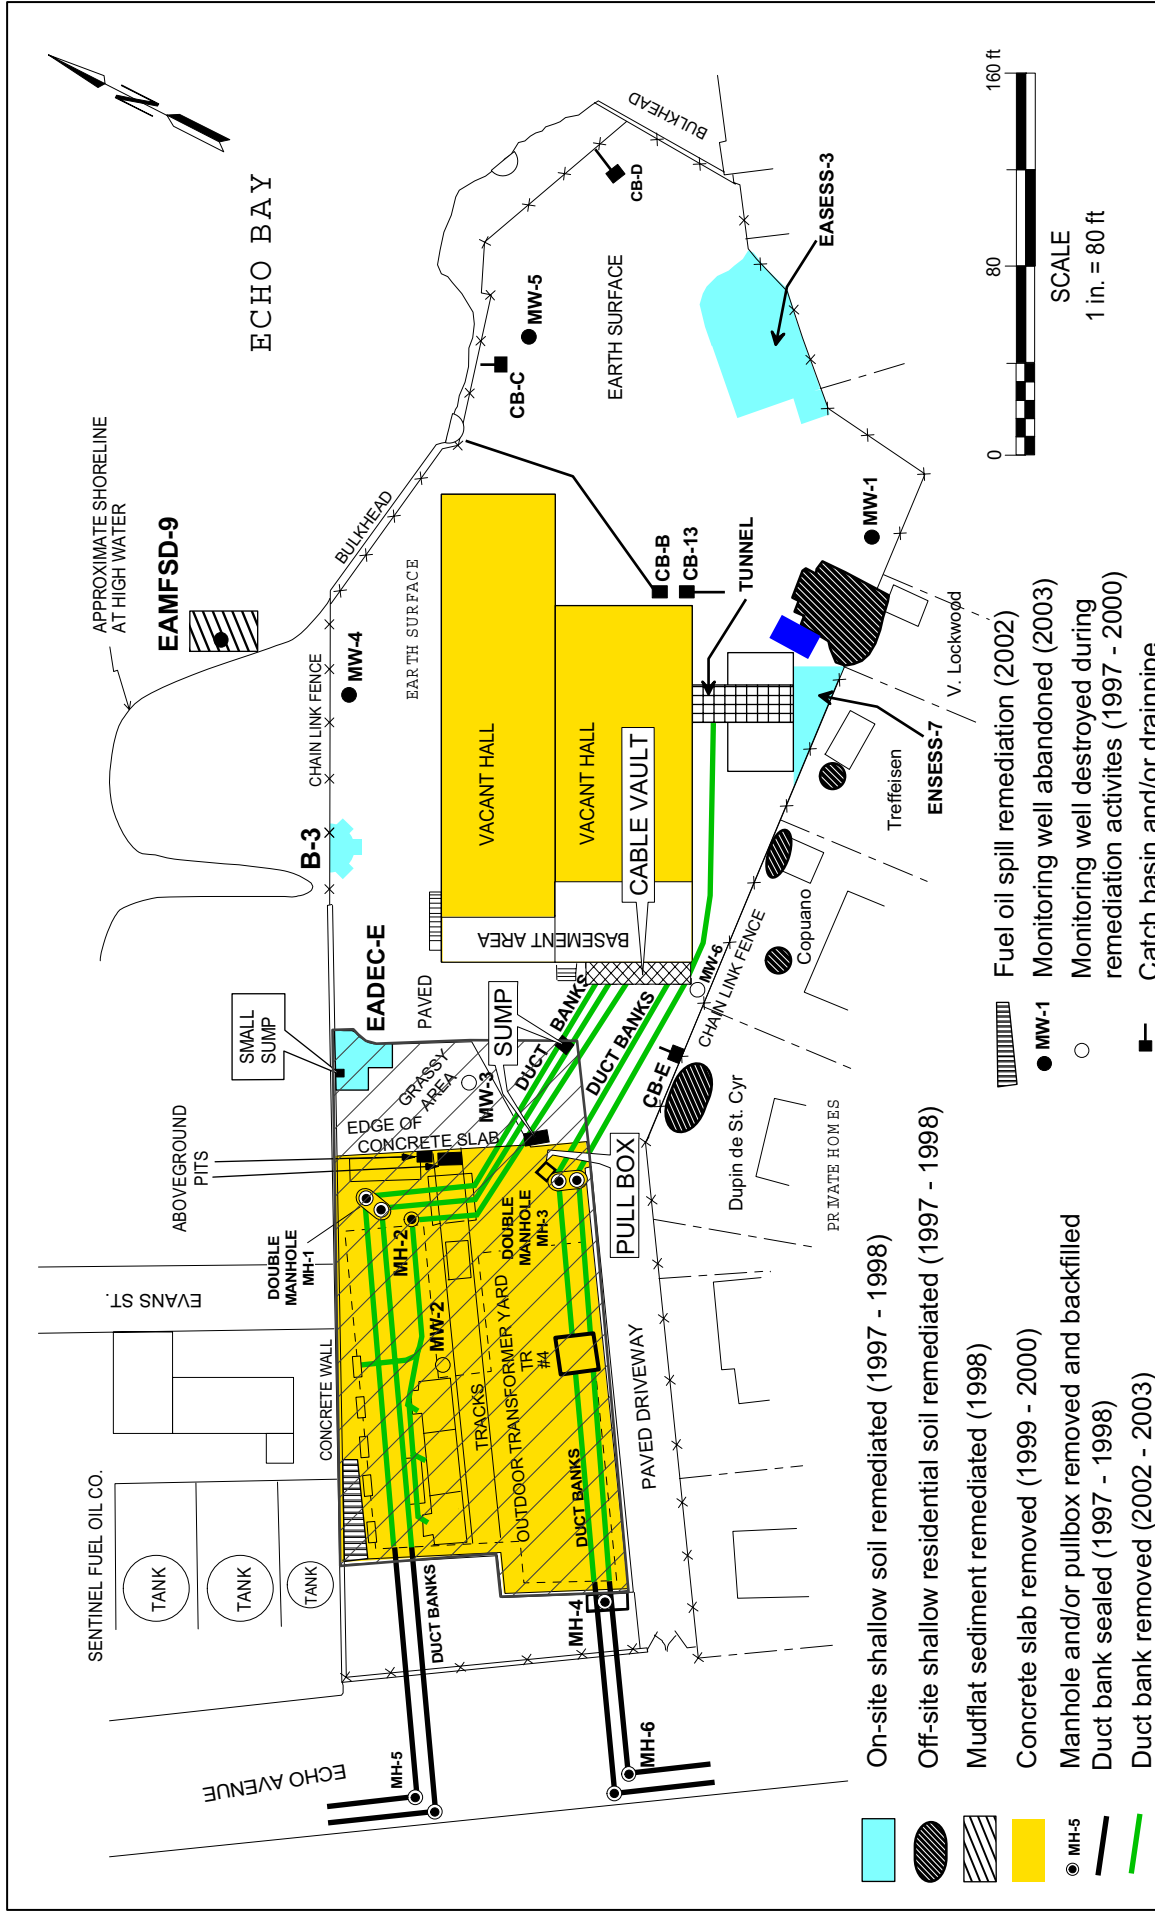 ECHO BAY
N
APPROXIMATE SHORELINE
AT HIGH WATER
EAMFSD-9
BULKHEAD
CHAIN LINK FENCE
MW-4
EARTH SURFACE
B-3
BULKHEAD
CB-D
MW-5
CB-C
EARTH SURFACE
EASESS-3
VACANT HALL
VACANT HALL
CB-B
CB-13
TUNNEL
MW-1
CABLE VAULT
BASEMENT AREA
V. Lockwood
ENSESS-7
Treffeisen
Copuano
MW-6
CHAIN LINK FENCE
EADEC-E
PAVED
SMALL
SUMP
GRASSY
AREA
MW-3
SUMP
DUCT BANKS
DUCT BANKS
CB-E
Dupin de St. Cyr
PRIVATE HOMES
ABOVEGROUND
PITS
EDGE OF
CONCRETE SLAB
DOUBLE
MANHOLE
MH-1
MH-2
DOUBLE
MANHOLE
MH-3
PULL BOX
EVANS ST.
CONCRETE WALL
MW-2
TRACKS
OUTDOOR TRANSFORMER YARD
TR
#4
DUCT BANKS
PAVED DRIVEWAY
SENTINEL FUEL OIL CO.
TANK
TANK
TANK
DUCT BANKS
MH-4
ECHO AVENUE
MH-5
MH-6
0
80
160 ft
SCALE
1 in. = 80 ft
On-site shallow soil remediated (1997 - 1998)
Off-site shallow residential soil remediated (1997 - 1998)
Mudflat sediment remediated (1998)
Concrete slab removed (1999 - 2000)
MH-5
Manhole and/or pullbox removed and backfilled
Duct bank sealed (1997 - 1998)
Duct bank removed (2002 - 2003)
Fuel oil spill remediation (2002)
MW-1
Monitoring well abandoned (2003)
Monitoring well destroyed during
remediation activites (1997 - 2000)
Catch basin and/or drainpipe